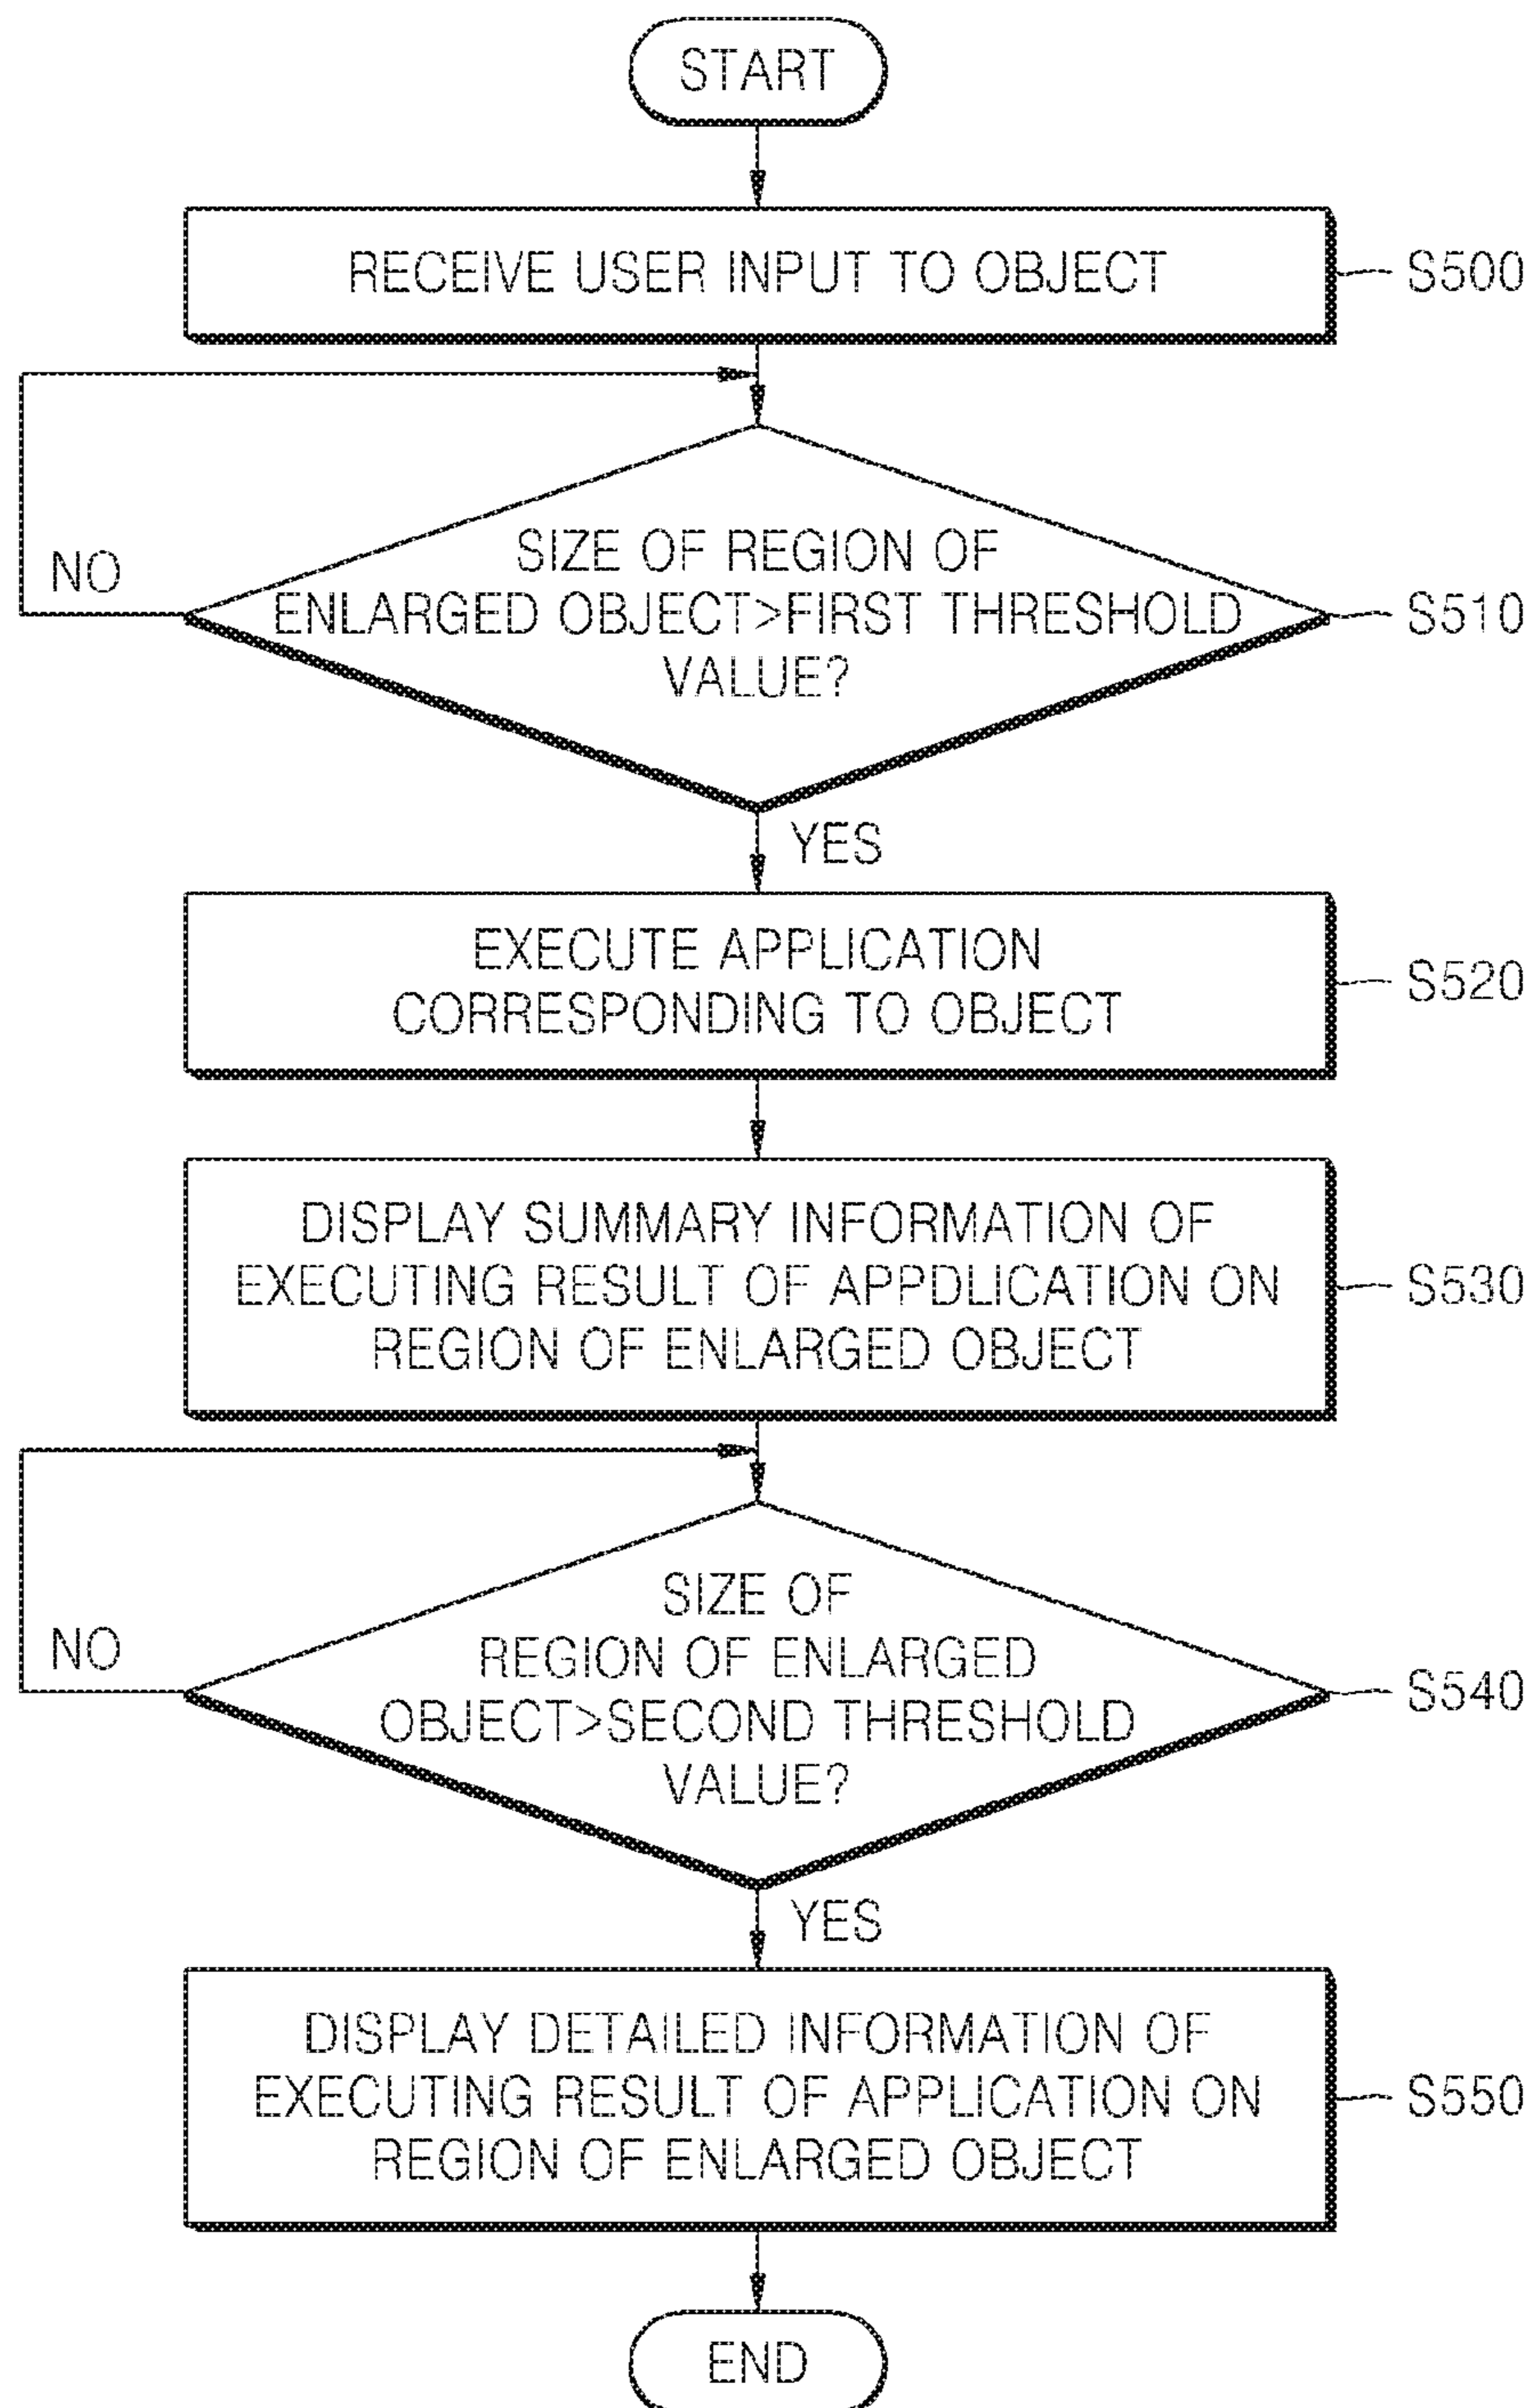 START
RECEIVE USER INPUT TO OBJECT
S500
NO
SIZE OF REGION OF
ENLARGED OBJECT>FIRST THRESHOLD
VALUE?
S510
YES
EXECUTE APPLICATION
CORRESPONDING TO OBJECT
S520
DISPLAY SUMMARY INFORMATION OF
EXECUTING RESULT OF APPDLICATION ON
REGION OF ENLARGED OBJECT
S530
NO
SIZE OF
REGION OF ENLARGED
OBJECT>SECOND THRESHOLD
VALUE?
S540
YES
DISPLAY DETAILED INFORMATION OF
EXECUTING RESULT OF APPLICATION ON
REGION OF ENLARGED OBJECT
S550
END